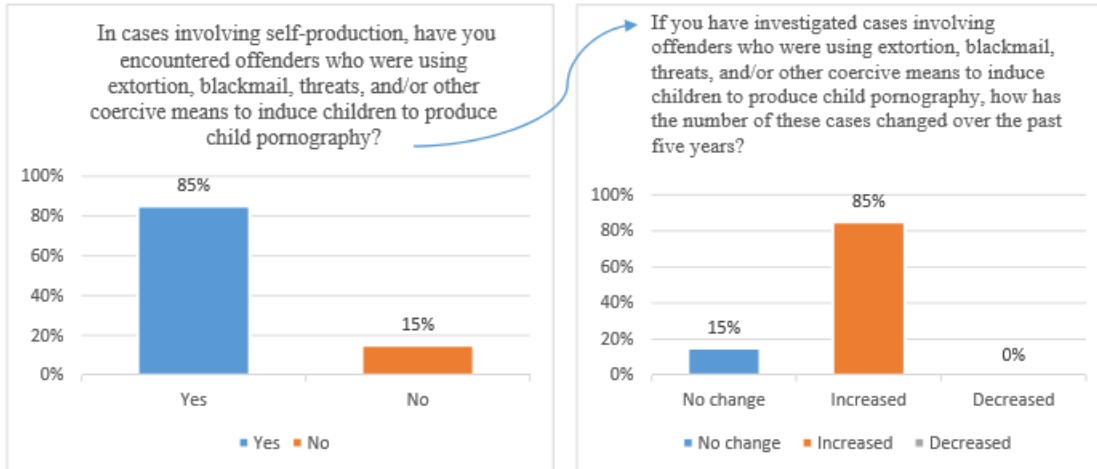 In cases involving self-production, have you
encountered offenders who were using
extortion, blackmail, threats, and/or other
coercive means to induce children to produce
child pornography?
100%
80%
60%
40%
20%
0%
85%
15%
Yes
No
Yes
No
If you have investigated cases involving
offenders who were using extortion, blackmail,
threats, and/or other coercive means to induce
children to produce child pornography, how has
the number of these cases changed over the past
five years?
100%
80%
60%
40%
20%
0%
15%
85%
0%
No change
Increased
Decreased
No change
Increased
Decreased